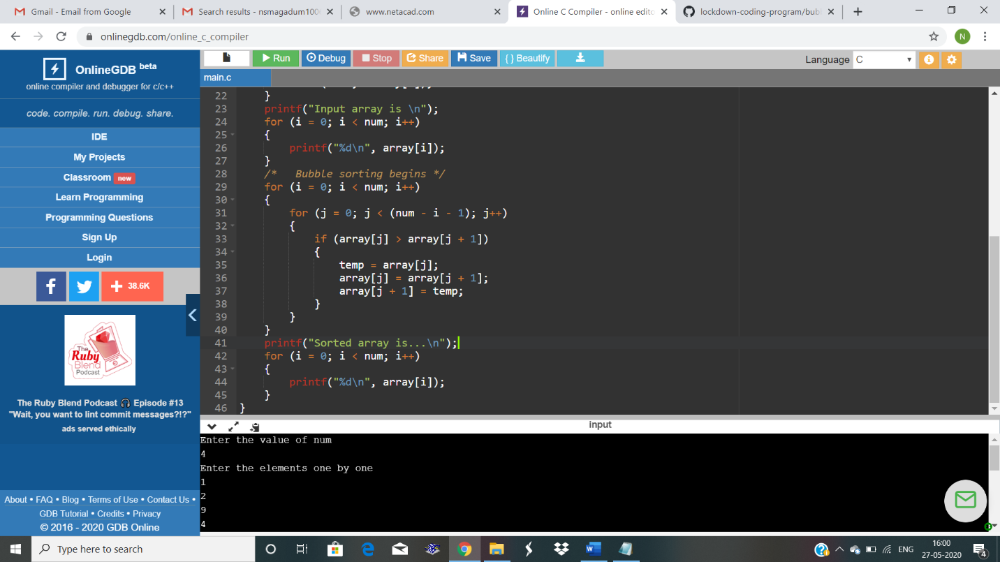 Gmail - Email from Google
Search results - nsmagadum100
www.netacad.com
Online C Compiler - online edito
lockdown-coding-program/bub
onlinegdb.com/online_c_compiler
N
OnlineGDB beta
online compiler and debugger for c/c++
code. compile. run. debug. share.
IDE
My Projects
Classroom new
Learn Programming
Programming Questions
Sign Up
Login
38.6K
The Ruby Blend Podcast
The Ruby Blend Podcast 🎧 Episode #13
"Wait, you want to lint commit messages?!?"
ads served ethically
About • FAQ • Blog • Terms of Use • Contact Us •
GDB Tutorial • Credits • Privacy
© 2016 - 2020 GDB Online
Run Debug Stop Share Save { } Beautify
Language C
main.c
22 }
23 printf("Input array is \n");
24 for (i = 0; i < num; i++)
25 {
26 printf("%d\n", array[i]);
27 }
28 /* Bubble sorting begins */
29 for (i = 0; i < num; i++)
30 {
31 for (j = 0; j < (num - i - 1); j++)
32 {
33 if (array[j] > array[j + 1])
34 {
35 temp = array[j];
36 array[j] = array[j + 1];
37 array[j + 1] = temp;
38 }
39 }
40 }
41 printf("Sorted array is...\n");
42 for (i = 0; i < num; i++)
43 {
44 printf("%d\n", array[i]);
45 }
46 }
input
Enter the value of num
4
Enter the elements one by one
1
2
9
4
Type here to search
ENG
16:00
27-05-2020
4